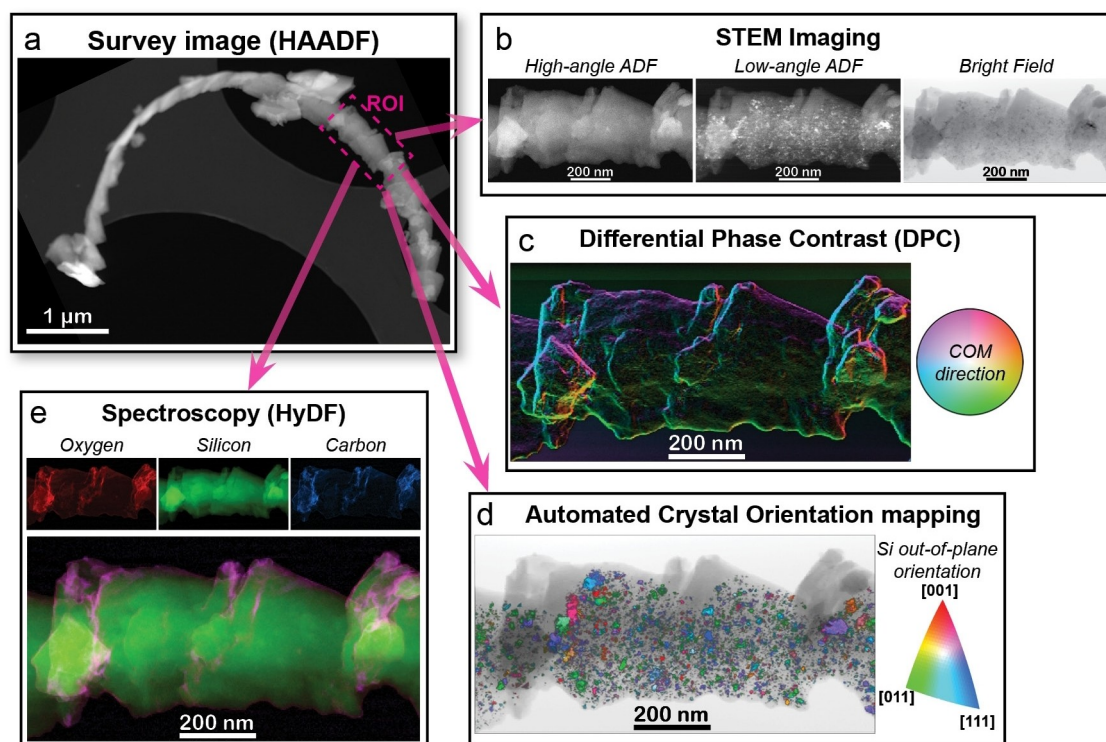 a
Survey image (HAADF)
ROI
1 µm
b
STEM Imaging
High-angle ADF
Low-angle ADF
Bright Field
200 nm
200 nm
200 nm
c
Differential Phase Contrast (DPC)
COM
direction
200 nm
e
Spectroscopy (HyDF)
Oxygen
Silicon
Carbon
200 nm
d
Automated Crystal Orientation mapping
Si out-of-plane
orientation
[001]
[011]
[111]
200 nm